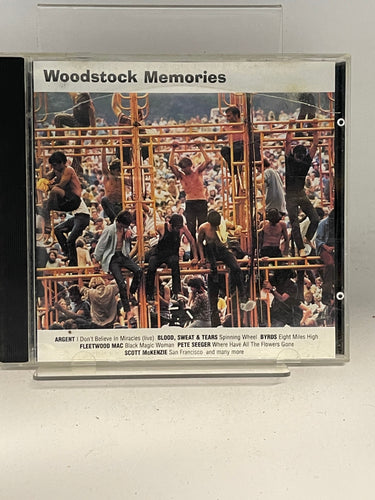 Woodstock Memories
ARGENT I Don't Believe in Miracles (live) BLOOD, SWEAT & TEARS Spinning Wheel BYRDS Eight Miles High
FLEETWOOD MAC Black Magic Woman PETE SEEGER Where Have All The Flowers Gone
SCOTT McKENZIE San Francisco and many more